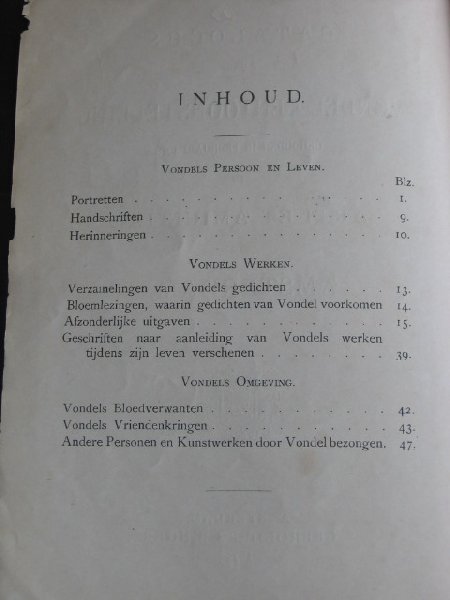 INHOUD.
VONDELS PERSOON EN LEVEN.
Blz.
Portretten . . . . . . . . . . . . 1.
Handschriften . . . . . . . . . . . 9.
Herinneringen . . . . . . . . . . . 10.
VONDELS WERKEN.
Verzamelingen van Vondels gedichten . . . . . 13.
Bloemlezingen, waarin gedichten van Vondel voorkomen 14.
Afzonderlijke uitgaven . . . . . . . . . 15.
Geschriften naar aanleiding van Vondels werken
tijdens zijn leven verschenen . . . . . . . 39.
VONDELS OMGEVING.
Vondels Bloedverwanten . . . . . . . . . 42.
Vondels Vriendenkringen . . . . . . . . . 43.
Andere Personen en Kunstwerken door Vondel bezongen. 47.